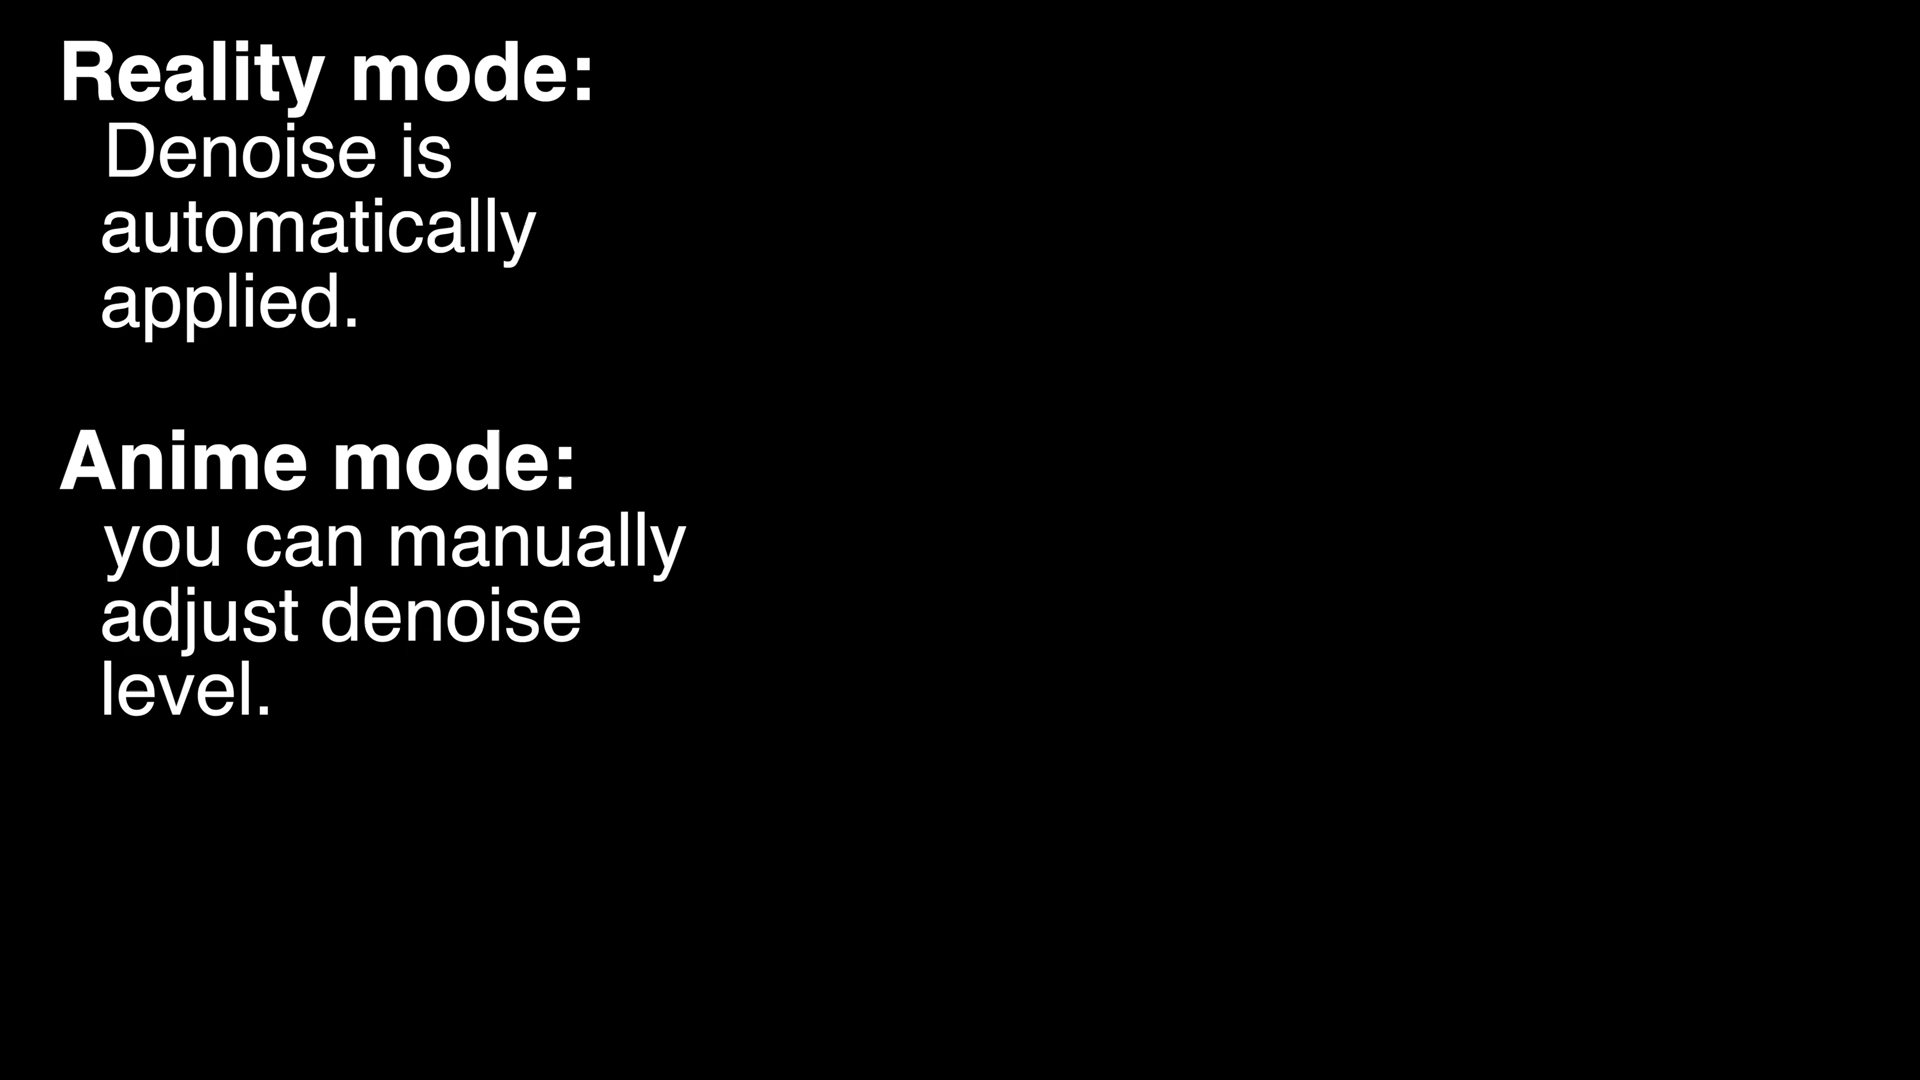 Reality mode:
Denoise is
automatically
applied.
Anime mode:
you can manually
adjust denoise
level.